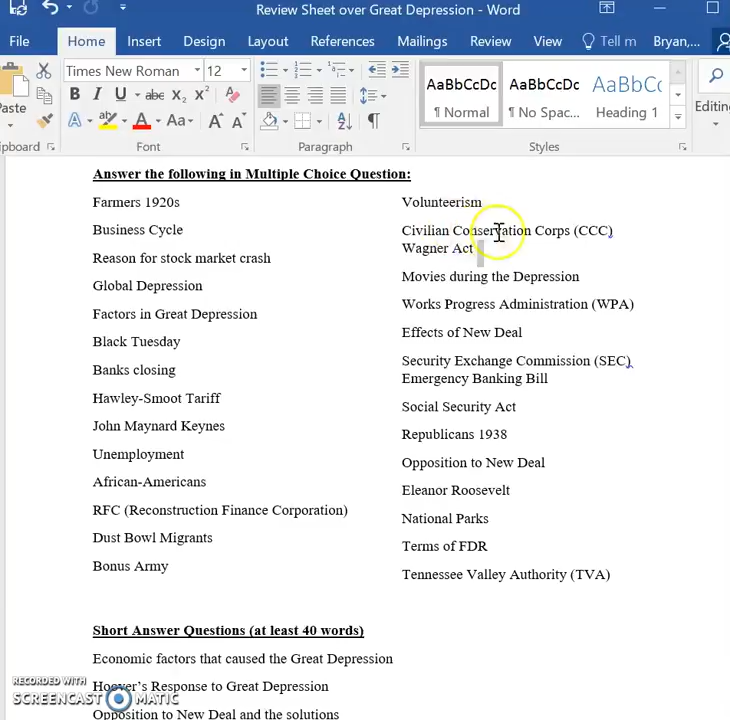 Review Sheet over Great Depression - Word
File Home Insert Design Layout References Mailings Review View Tell m Bryan,...
Times New Roman 12
AaBbCcDc AaBbCcDc AaBbCc
Paste B I U abc X₂ X² ¶ Normal ¶ No Spac... Heading 1 Editing
A A Aa A A
Font Paragraph Styles
Answer the following in Multiple Choice Question:
Farmers 1920s
Business Cycle
Reason for stock market crash
Global Depression
Factors in Great Depression
Black Tuesday
Banks closing
Hawley-Smoot Tariff
John Maynard Keynes
Unemployment
African-Americans
RFC (Reconstruction Finance Corporation)
Dust Bowl Migrants
Bonus Army
Volunteerism
Civilian Conservation Corps (CCC)
Wagner Act
Movies during the Depression
Works Progress Administration (WPA)
Effects of New Deal
Security Exchange Commission (SEC)
Emergency Banking Bill
Social Security Act
Republicans 1938
Opposition to New Deal
Eleanor Roosevelt
National Parks
Terms of FDR
Tennessee Valley Authority (TVA)
Short Answer Questions (at least 40 words)
Economic factors that caused the Great Depression
Hoover's Response to Great Depression
Opposition to New Deal and the solutions
RECORDED WITH
SCREENCAST MATIC